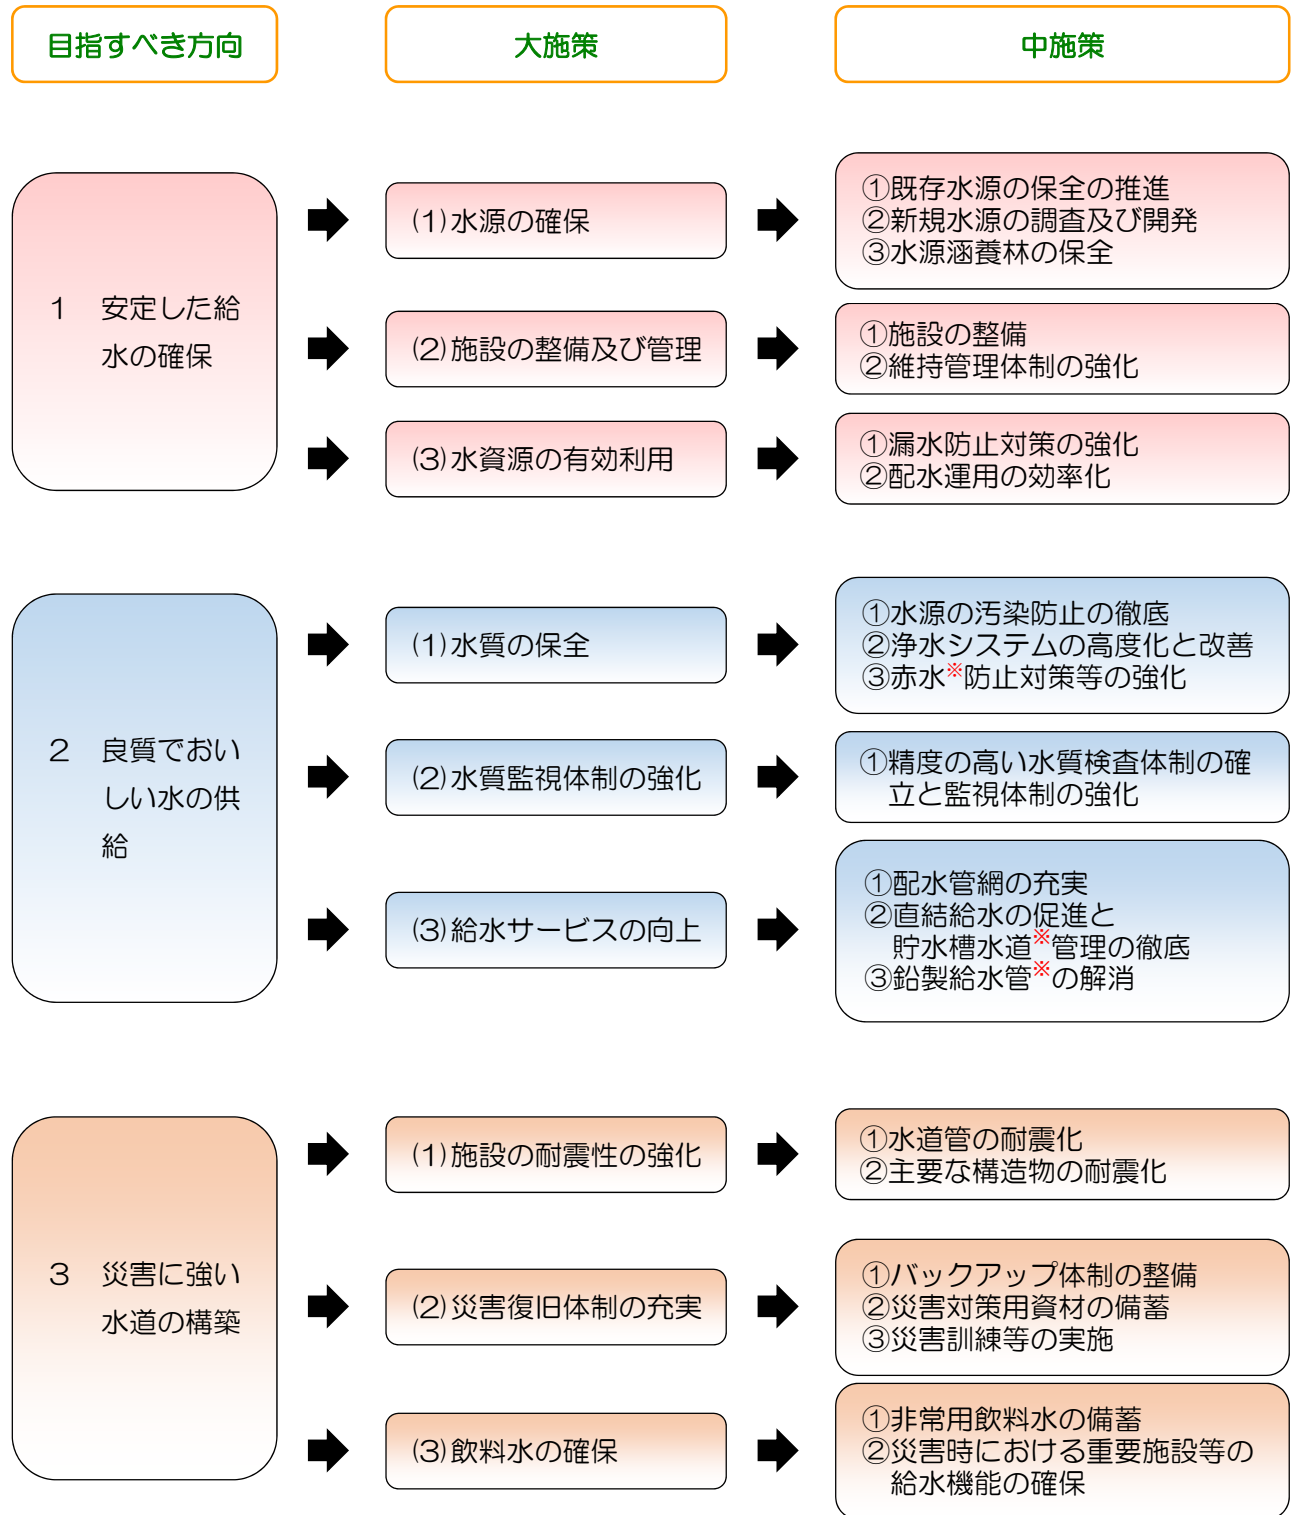 目指すべき方向
大施策
中施策
1　安定した給
水の確保
(1)水源の確保
①既存水源の保全の推進
②新規水源の調査及び開発
③水源涵養林の保全
(2)施設の整備及び管理
①施設の整備
②維持管理体制の強化
(3)水資源の有効利用
①漏水防止対策の強化
②配水運用の効率化
2　良質でおい
しい水の供
給
(1)水質の保全
①水源の汚染防止の徹底
②浄水システムの高度化と改善
③赤水※防止対策等の強化
(2)水質監視体制の強化
①精度の高い水質検査体制の確
立と監視体制の強化
(3)給水サービスの向上
①配水管網の充実
②直結給水の促進と
貯水槽水道※管理の徹底
③鉛製給水管※の解消
3　災害に強い
水道の構築
(1)施設の耐震性の強化
①水道管の耐震化
②主要な構造物の耐震化
(2)災害復旧体制の充実
①バックアップ体制の整備
②災害対策用資材の備蓄
③災害訓練等の実施
(3)飲料水の確保
①非常用飲料水の備蓄
②災害時における重要施設等の
給水機能の確保